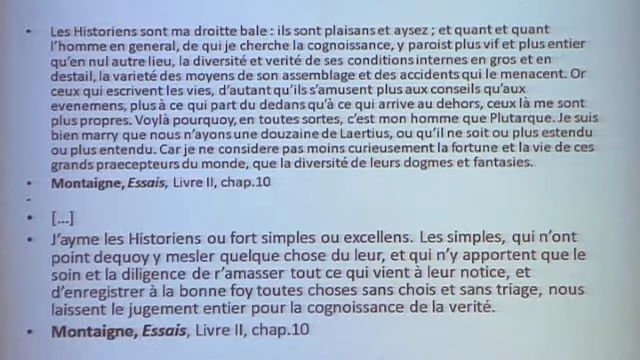 Les Historiens sont ma droitte bale : ils sont plaisans et aysez ; et quant et quant
l'homme en general, de qui je cherche la cognoissance, y paroist plus vif et plus entier
qu'en nul autre lieu, la diversité et verité de ses conditions internes en gros et en
destail, la varieté des moyens de son assemblage et des accidents qui le menacent. Or
ceux qui escrivent les vies, d'autant qu'ils s'amusent plus aux conseils qu'aux
evenemens, plus à ce qui part du dedans qu'à ce qui arrive au dehors, ceux là me sont
plus propres. Voylà pourquoy, en toutes sortes, c'est mon homme que Plutarque. Je suis
bien marry que nous n'ayons une douzaine de Laertius, ou qu'il ne soit ou plus estendu
ou plus entendu. Car je ne considere pas moins curieusement la fortune et la vie de ces
grands praecepteurs du monde, que la diversité de leurs dogmes et fantasies.
Montaigne, Essais, Livre II, chap.10
[...]
J'ayme les Historiens ou fort simples ou excellens. Les simples, qui n'ont
point dequoy y mesler quelque chose du leur, et qui n'y apportent que le
soin et la diligence de r'amasser tout ce qui vient à leur notice, et
d'enregistrer à la bonne foy toutes choses sans chois et sans triage, nous
laissent le jugement entier pour la cognoissance de la verité.
Montaigne, Essais, Livre II, chap.10